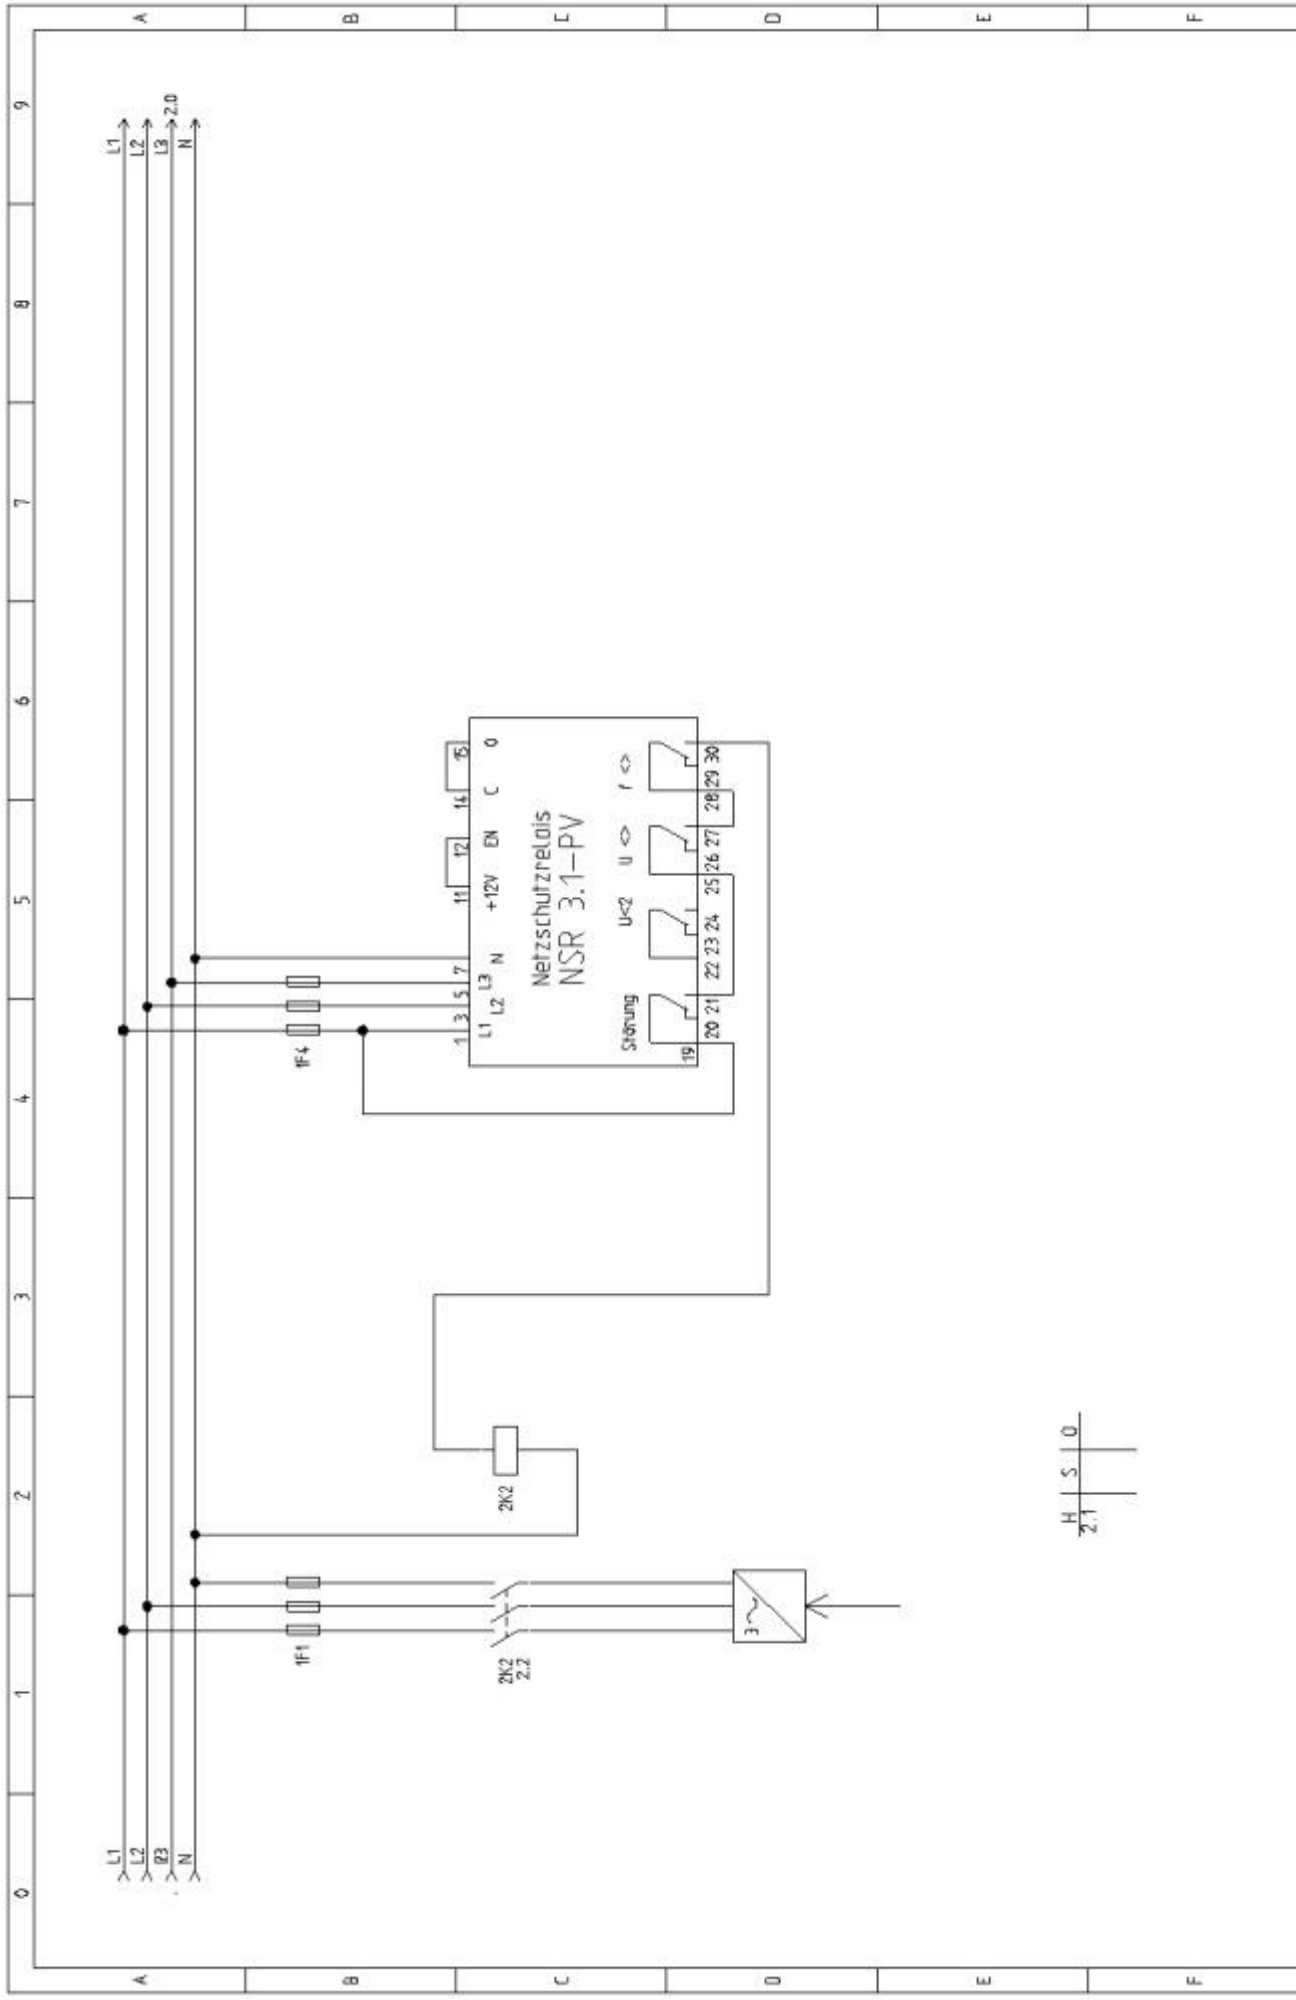 0 1 2 3 4 5 6 7 8 9
A A
L1 L1
L2 L2
L3
2.0
N N
B B
1F1
1F4
C C
1 3 5 7 11 12 14 15
L1 L2 L3 N +12V EN C 0
2K2
2.2
2K2
Netzschutzrelais
NSR 3.1-PV
Störung U<2 U <> f <>
19 20 21 22 23 24 25 26 27 28 29 30
3~
D D
E E
H S Ö
2.1
F F